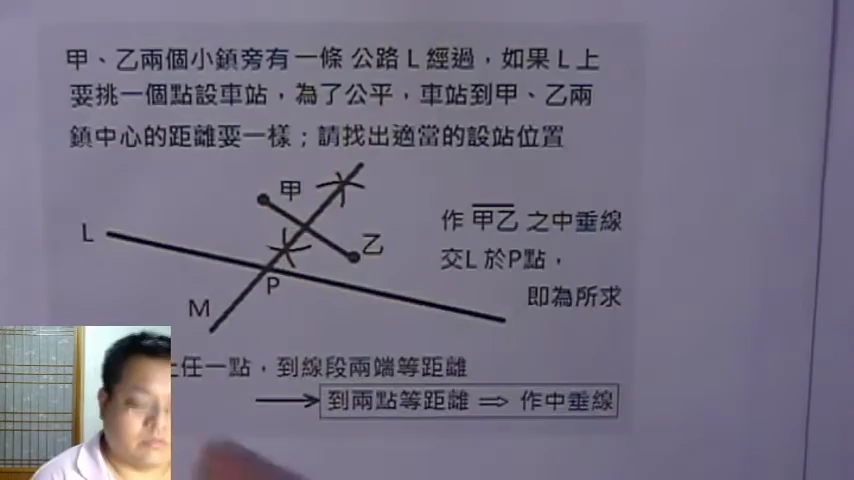 甲、乙兩個小鎮旁有一條 公路 L 經過，如果 L 上
要挑一個點設車站，為了公平，車站到甲、乙兩
鎮中心的距離要一樣；請找出適當的設站位置
甲
L
乙
P
M
作 甲乙 之中垂線
交L 於P點，
即為所求
任一點，到線段兩端等距離
到兩點等距離 ⇒ 作中垂線